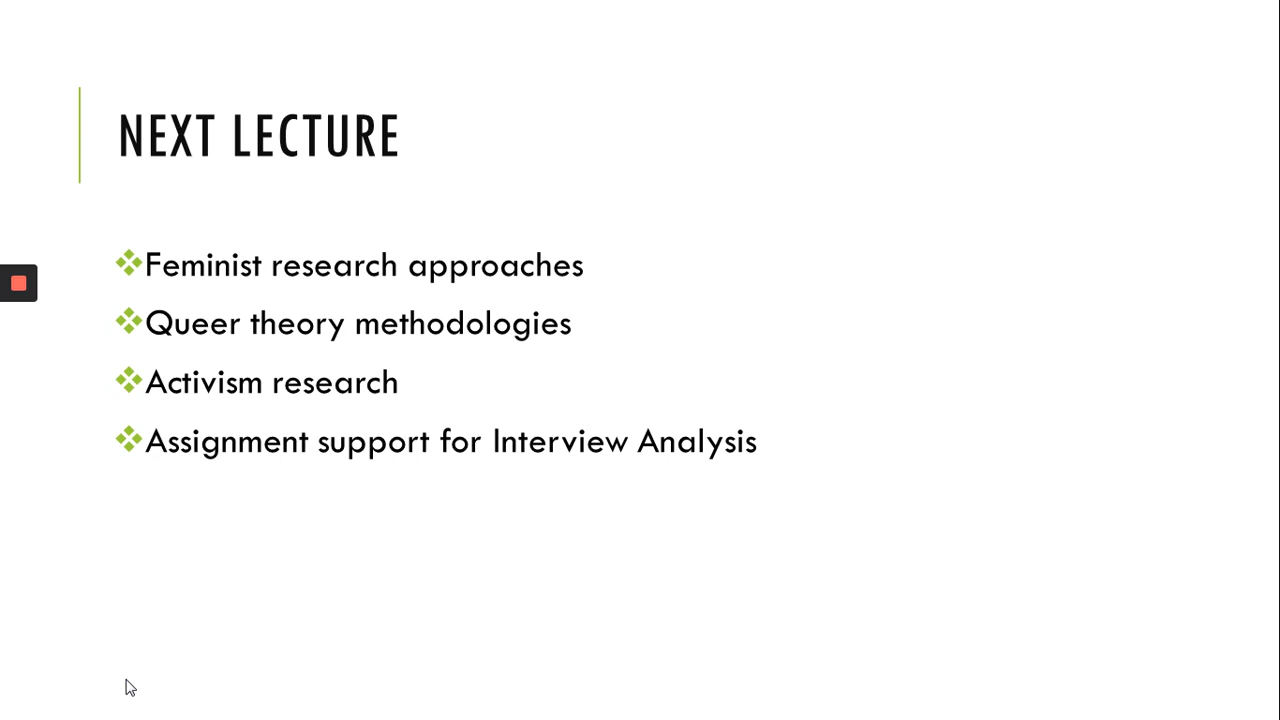 NEXT LECTURE
Feminist research approaches
Queer theory methodologies
Activism research
Assignment support for Interview Analysis